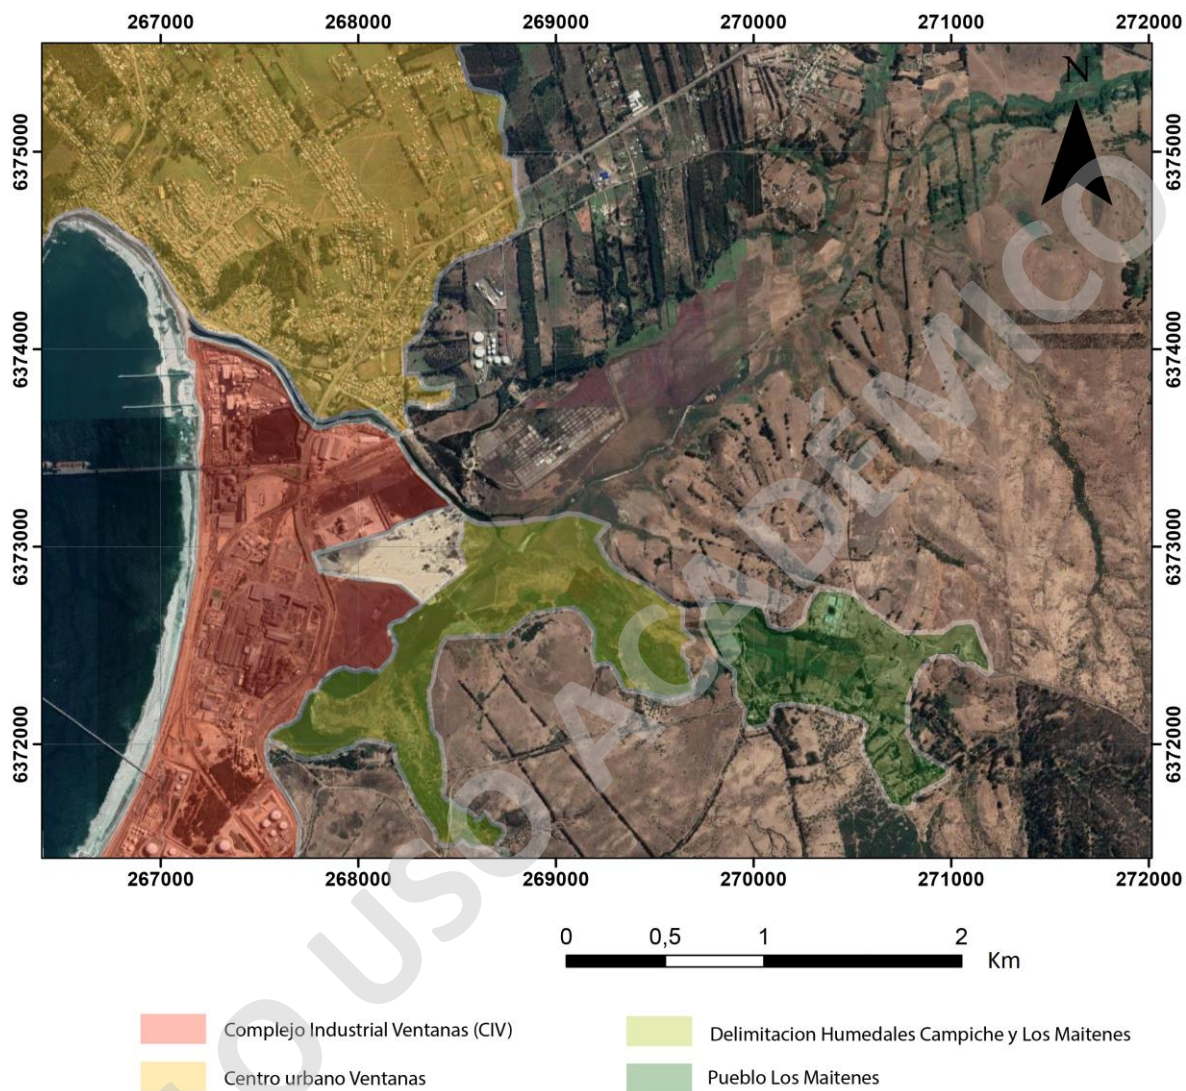 267000 268000 269000 270000 271000 272000
N
6375000 6375000
6374000 6374000
6373000 6373000
6372000 6372000
267000 268000 269000 270000 271000 272000
0 0,5 1 2
Km
Complejo Industrial Ventanas (CIV)
Delimitacion Humedales Campiche y Los Maitenes
Centro urbano Ventanas
Pueblo Los Maitenes
O USO ACADÉMICO